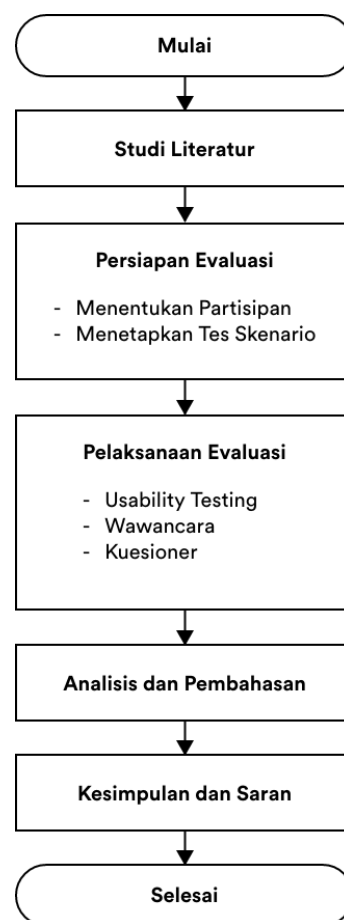 Mulai
Studi Literatur
Persiapan Evaluasi
- Menentukan Partisipan
- Menetapkan Tes Skenario
Pelaksanaan Evaluasi
- Usability Testing
- Wawancara
- Kuesioner
Analisis dan Pembahasan
Kesimpulan dan Saran
Selesai